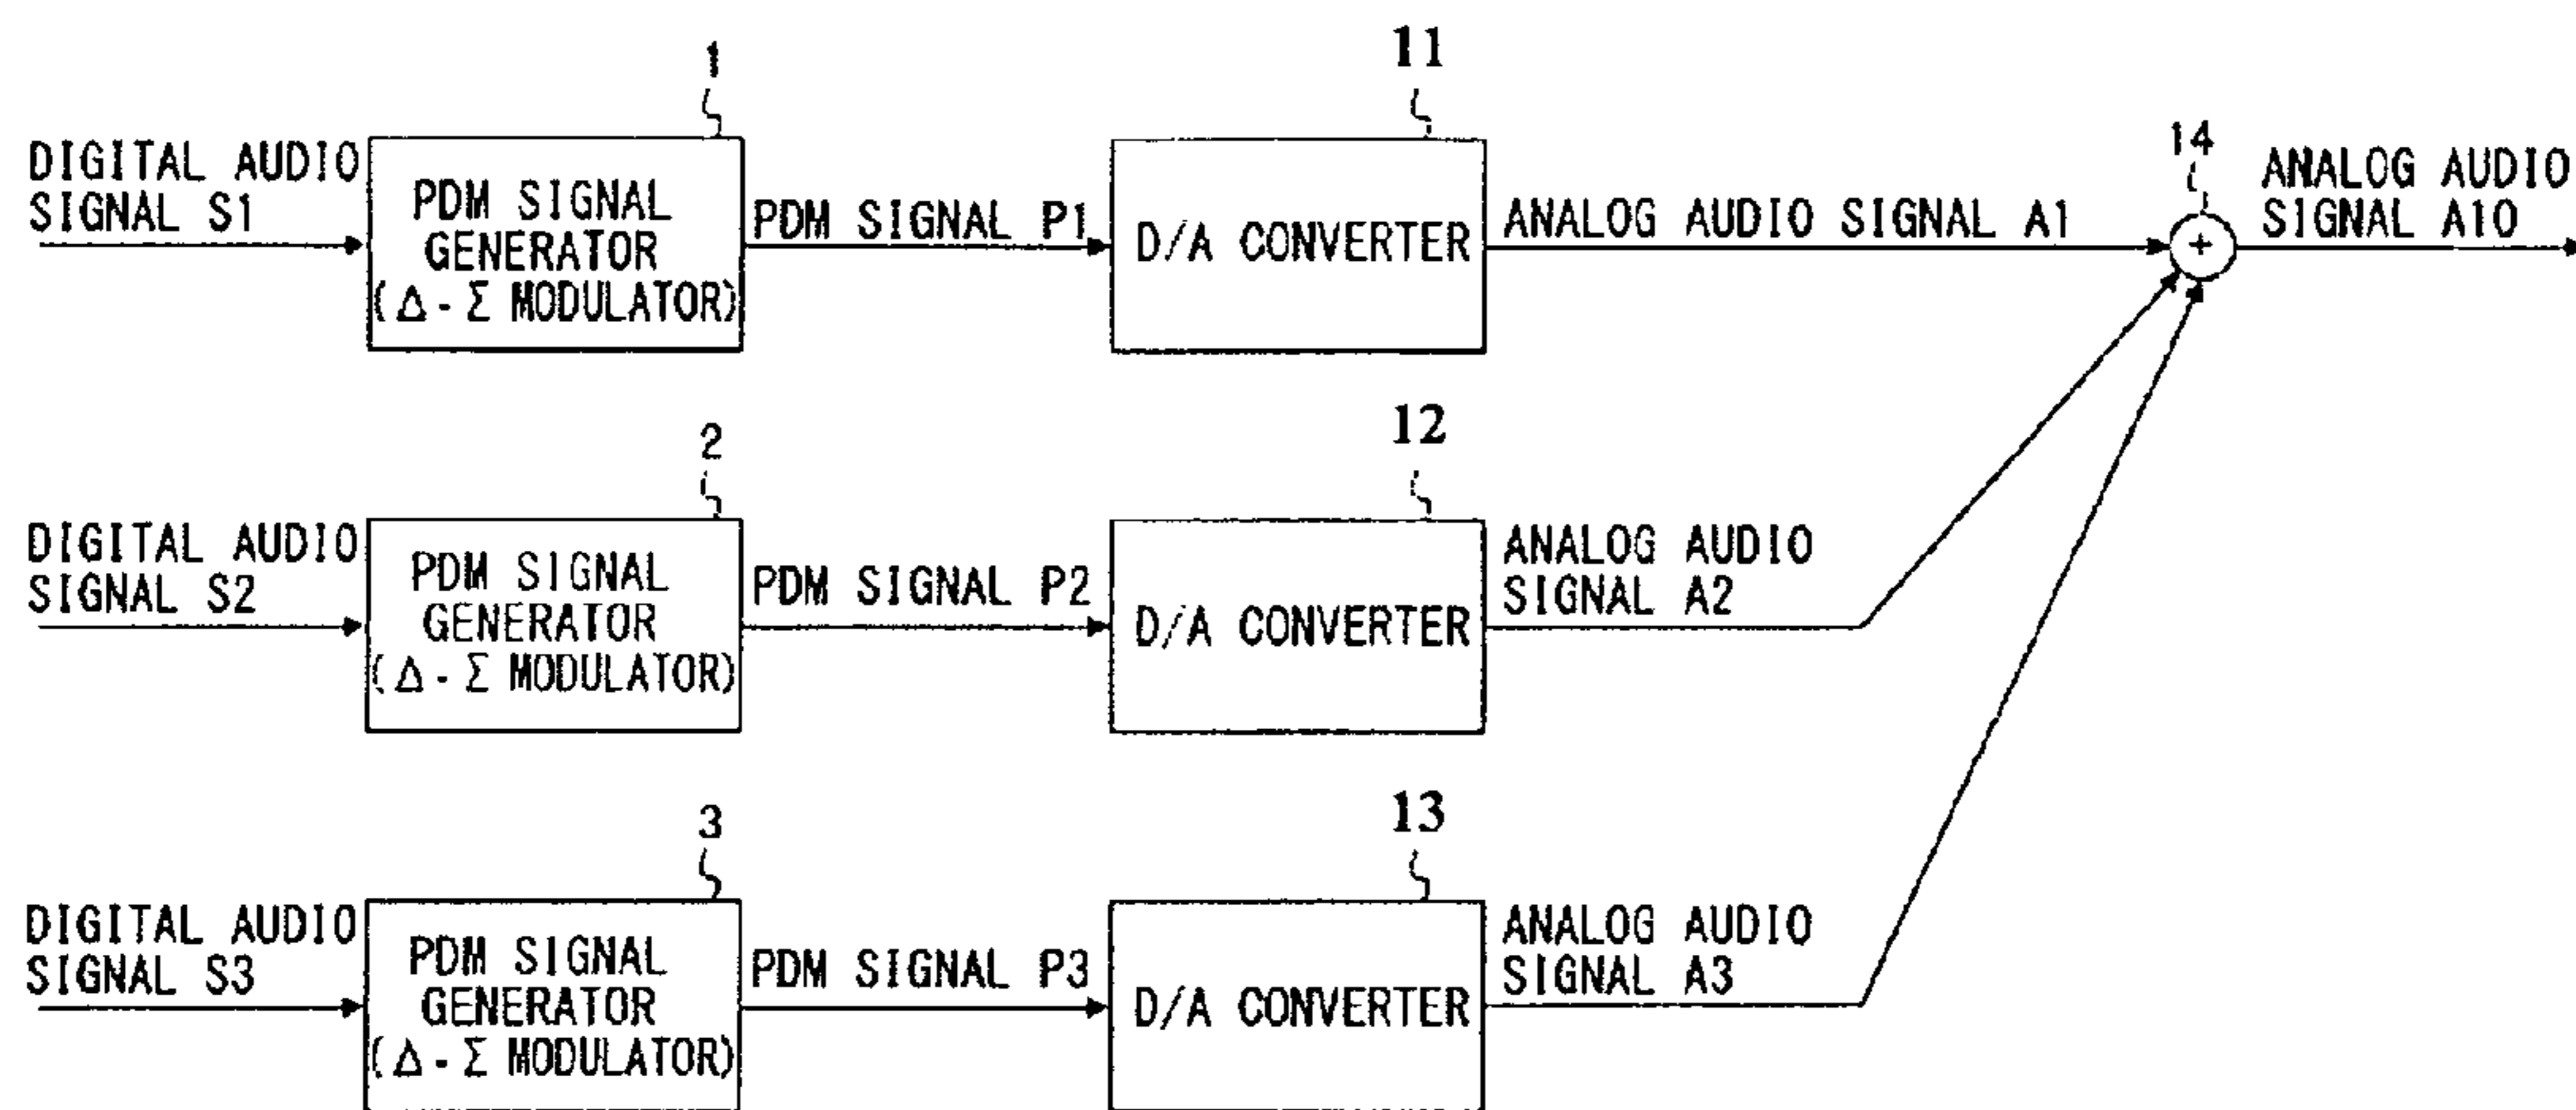 1
DIGITAL AUDIO
SIGNAL S1
PDM SIGNAL
GENERATOR
(Δ-Σ MODULATOR)
PDM SIGNAL P1
11
D/A CONVERTER
ANALOG AUDIO SIGNAL A1
14
+
ANALOG AUDIO
SIGNAL A10
2
DIGITAL AUDIO
SIGNAL S2
PDM SIGNAL
GENERATOR
(Δ-Σ MODULATOR)
PDM SIGNAL P2
12
D/A CONVERTER
ANALOG AUDIO
SIGNAL A2
3
DIGITAL AUDIO
SIGNAL S3
PDM SIGNAL
GENERATOR
(Δ-Σ MODULATOR)
PDM SIGNAL P3
13
D/A CONVERTER
ANALOG AUDIO
SIGNAL A3